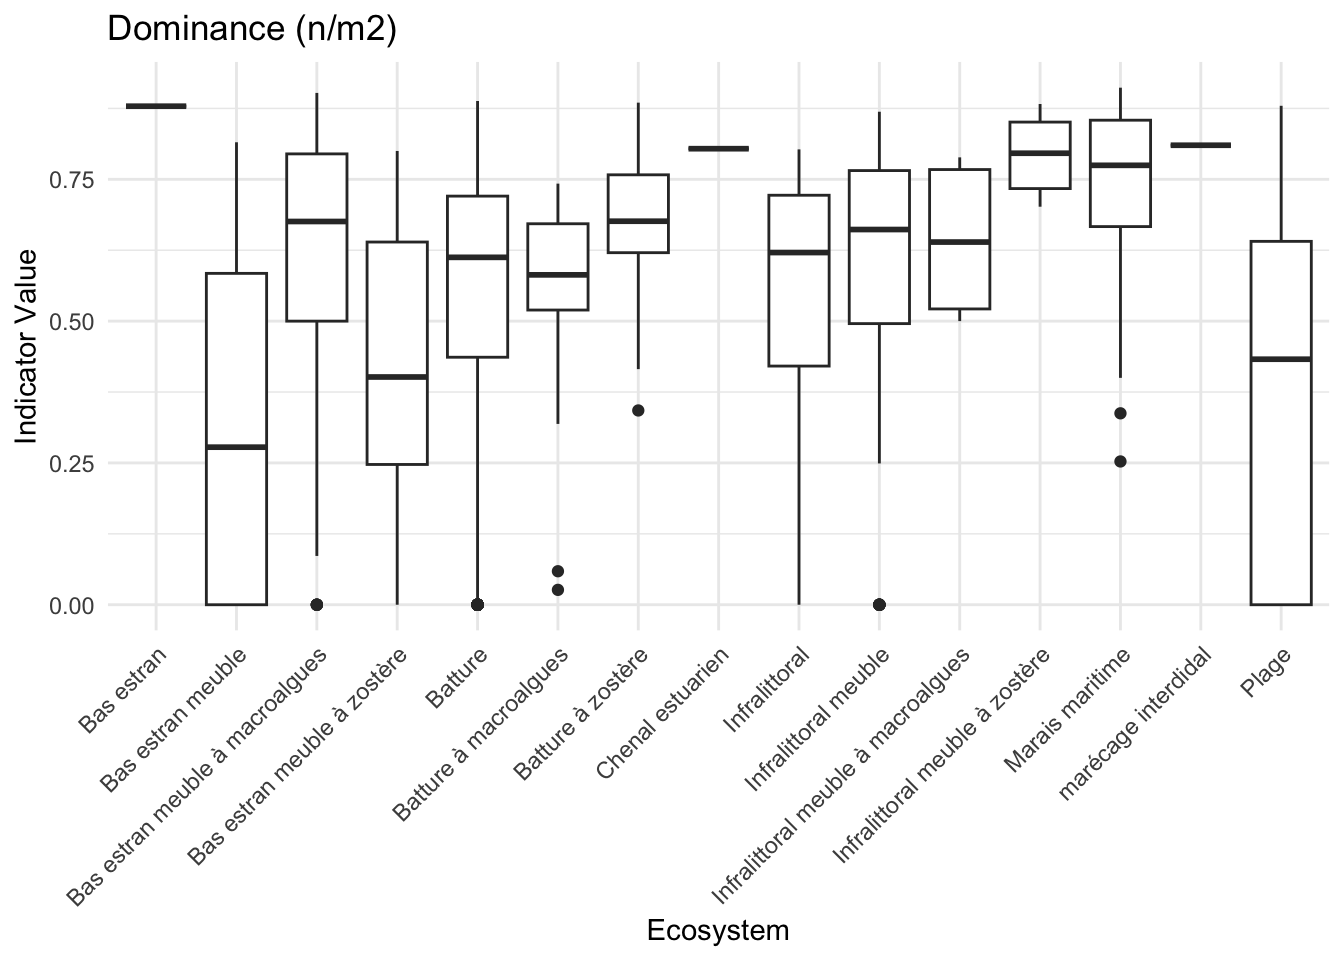 Dominance (n/m2)
Indicator Value
0.75
0.50
0.25
0.00
Bas estran
Bas estran meuble
Bas estran meuble à macroalgues
Bas estran meuble à zostère
Batture
Batture à macroalgues
Batture à zostère
Chenal estuarien
Infralittoral
Infralittoral meuble
Infralittoral meuble à macroalgues
Infralittoral meuble à zostère
Marais maritime
marécage interdidal
Plage
Ecosystem